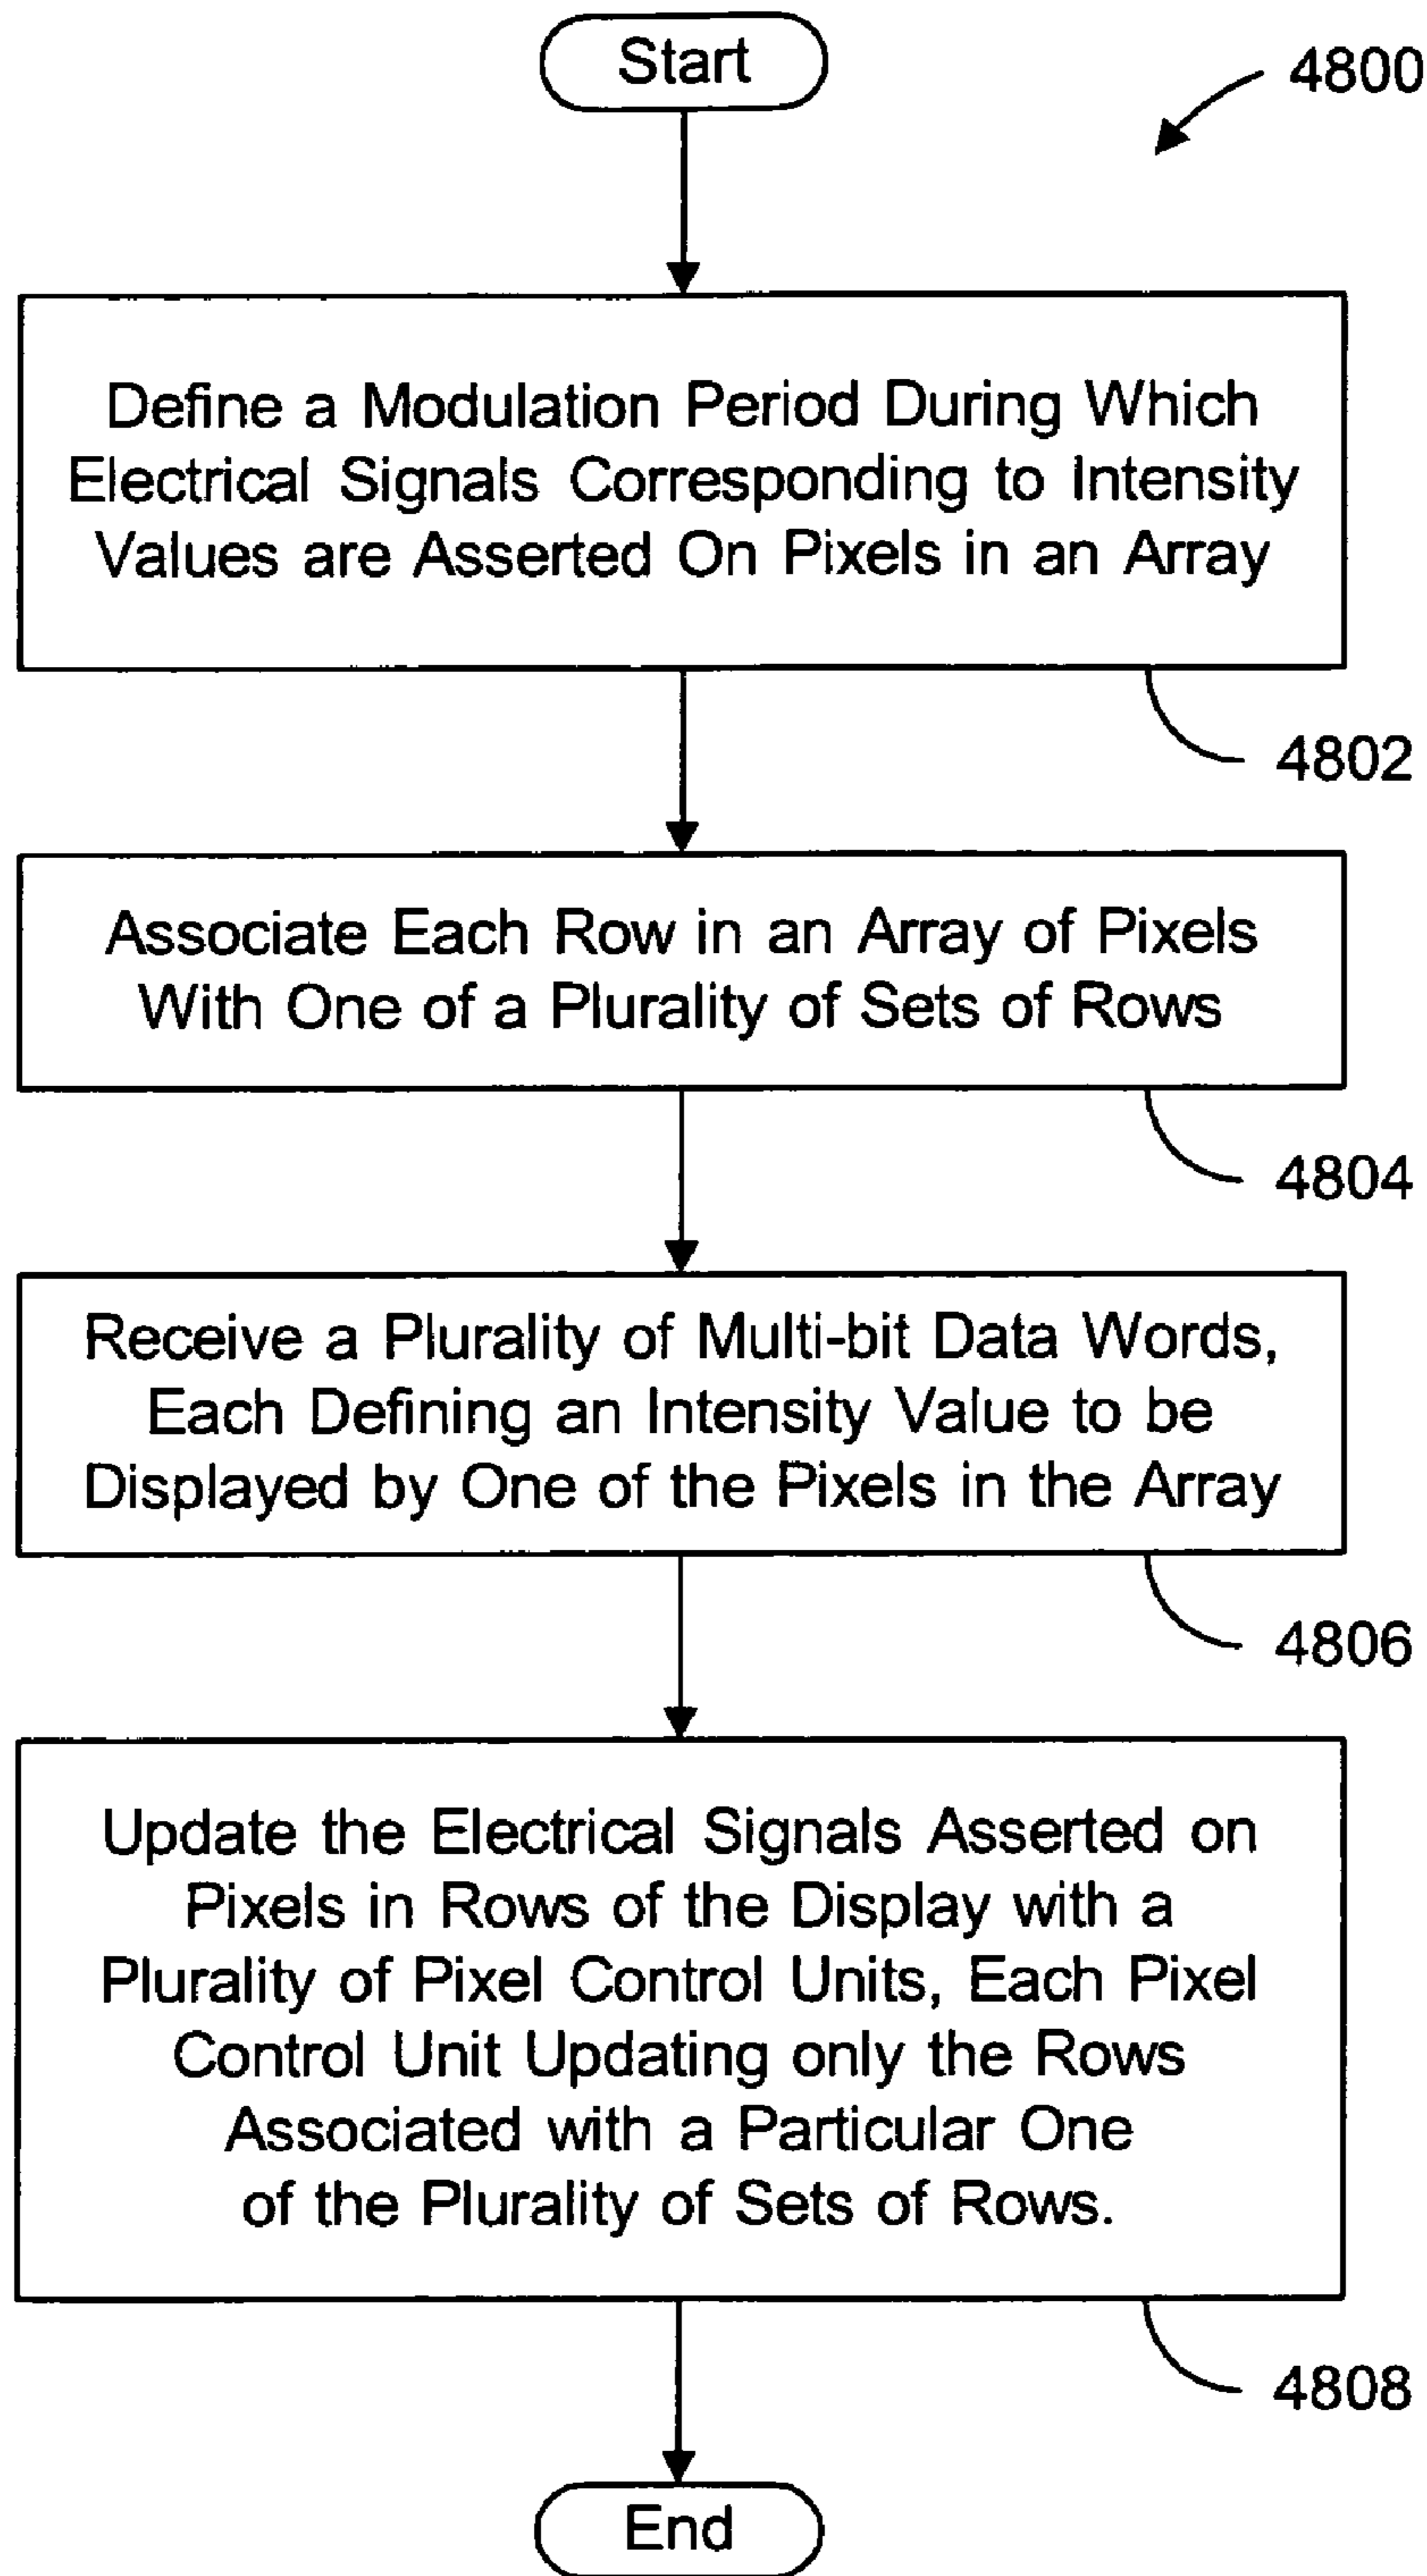 Start
4800
Define a Modulation Period During Which
Electrical Signals Corresponding to Intensity
Values are Asserted On Pixels in an Array
4802
Associate Each Row in an Array of Pixels
With One of a Plurality of Sets of Rows
4804
Receive a Plurality of Multi-bit Data Words,
Each Defining an Intensity Value to be
Displayed by One of the Pixels in the Array
4806
Update the Electrical Signals Asserted on
Pixels in Rows of the Display with a
Plurality of Pixel Control Units, Each Pixel
Control Unit Updating only the Rows
Associated with a Particular One
of the Plurality of Sets of Rows.
4808
End